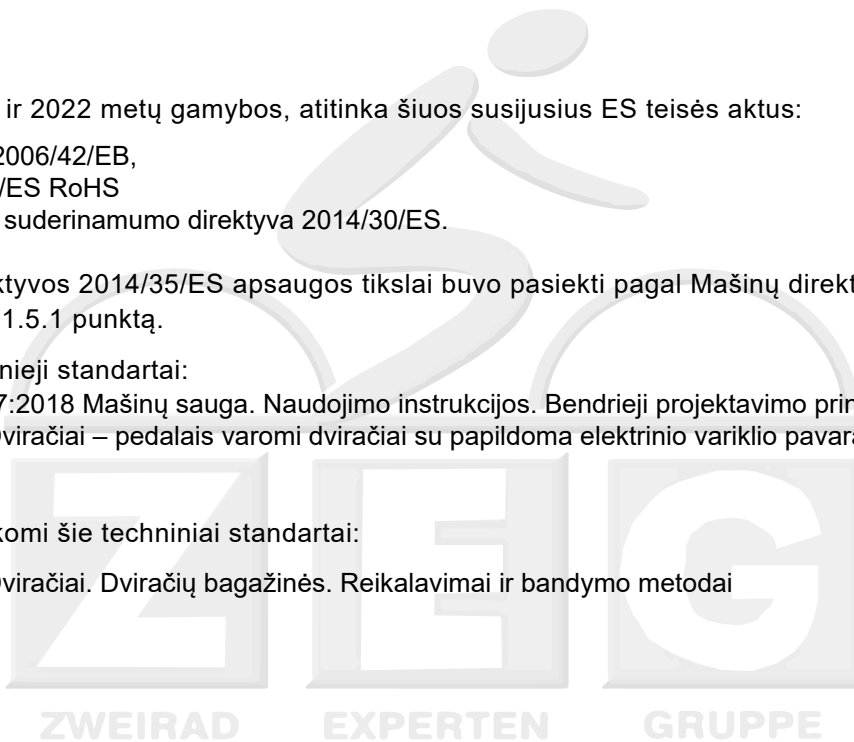 ir 2022 metų gamybos, atitinka šiuos susijusius ES teisės aktus:
2006/42/EB,
/ES RoHS
suderinamumo direktyva 2014/30/ES.
ktyvos 2014/35/ES apsaugos tikslai buvo pasiekti pagal Mašinų direkt
1.5.1 punktą.
nieji standartai:
7:2018 Mašinų sauga. Naudojimo instrukcijos. Bendrieji projektavimo prin
Dviračiai – pedalais varomi dviračiai su papildoma elektrinio variklio pavara
komi šie techniniai standartai:
Dviračiai. Dviračių bagažinės. Reikalavimai ir bandymo metodai
ZEG
ZWEIRAD EXPERTEN GRUPPE